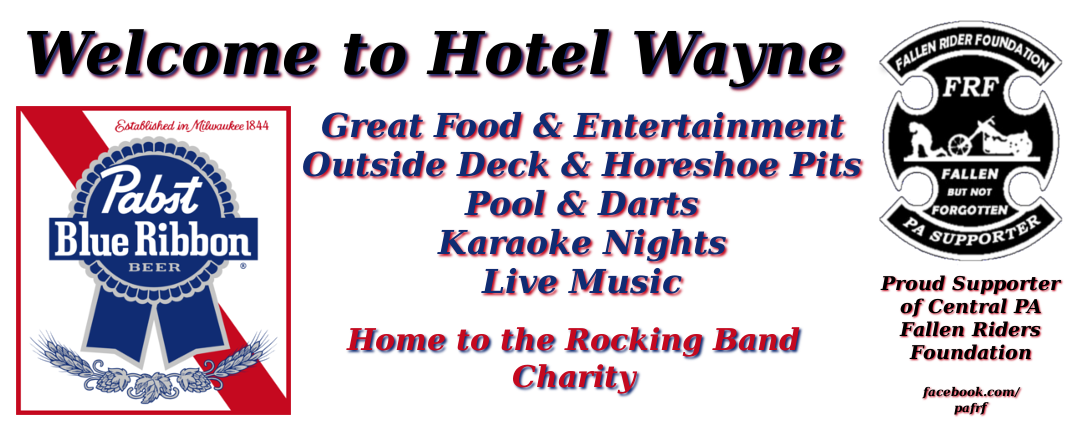 Welcome to Hotel Wayne
Established in Milwaukee 1844
Pabst
Blue Ribbon
BEER
®
Great Food & Entertainment
Outside Deck & Horeshoe Pits
Pool & Darts
Karaoke Nights
Live Music
Home to the Rocking Band
Charity
FALLEN RIDER FOUNDATION
FRF
FALLEN
BUT NOT
FORGOTTEN
PA SUPPORTER
Proud Supporter
of Central PA
Fallen Riders
Foundation
facebook.com/
pafrf